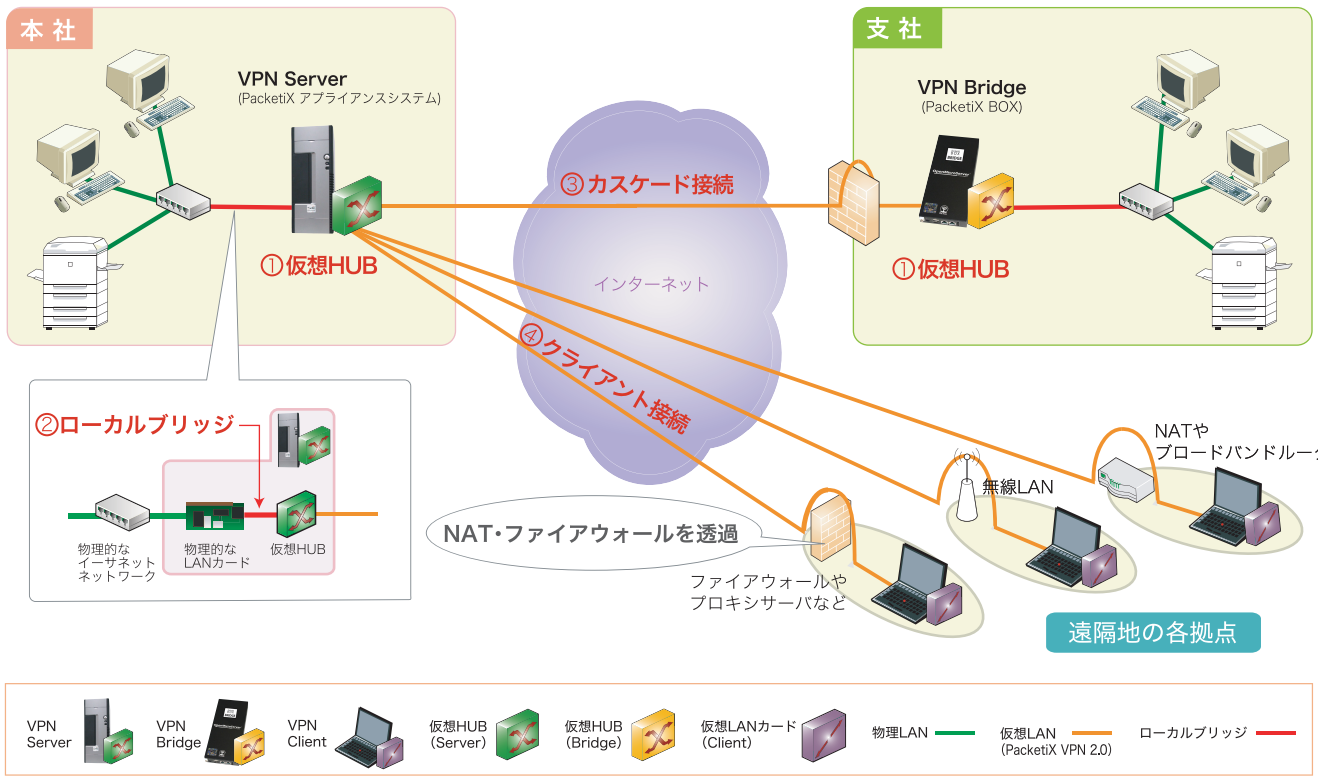 本社
VPN Server
(PacketiX アプライアンスシステム)
①仮想HUB
支社
VPN Bridge
(PacketiX BOX)
①仮想HUB
③カスケード接続
インターネット
④クライアント接続
②ローカルブリッジ
物理的な
イーサネット
ネットワーク
物理的な
LANカード
仮想HUB
NAT・ファイアウォールを透過
ファイアウォールや
プロキシサーバなど
無線LAN
NATや
ブロードバンドルータ
遠隔地の各拠点
VPN
Server
VPN
Bridge
VPN
Client
仮想HUB
(Server)
仮想HUB
(Bridge)
仮想LANカード
(Client)
物理LAN
仮想LAN
(PacketiX VPN 2.0)
ローカルブリッジ